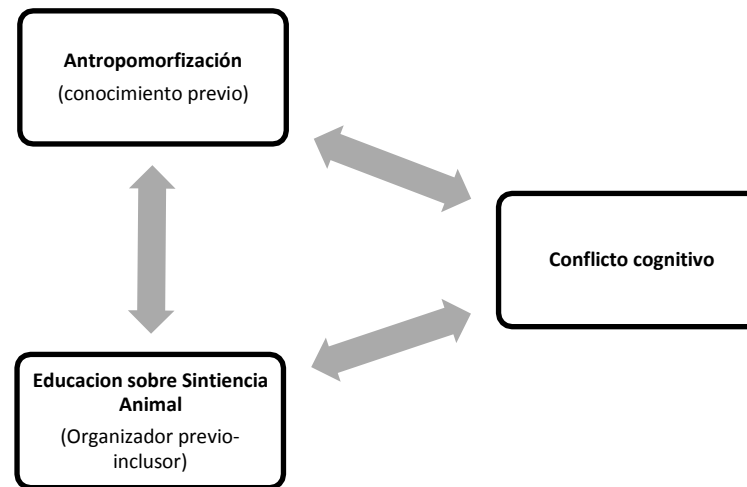 Antropomorfización
(conocimiento previo)
Conflicto cognitivo
Educacion sobre Sintiencia
Animal
(Organizador previo-
inclusor)